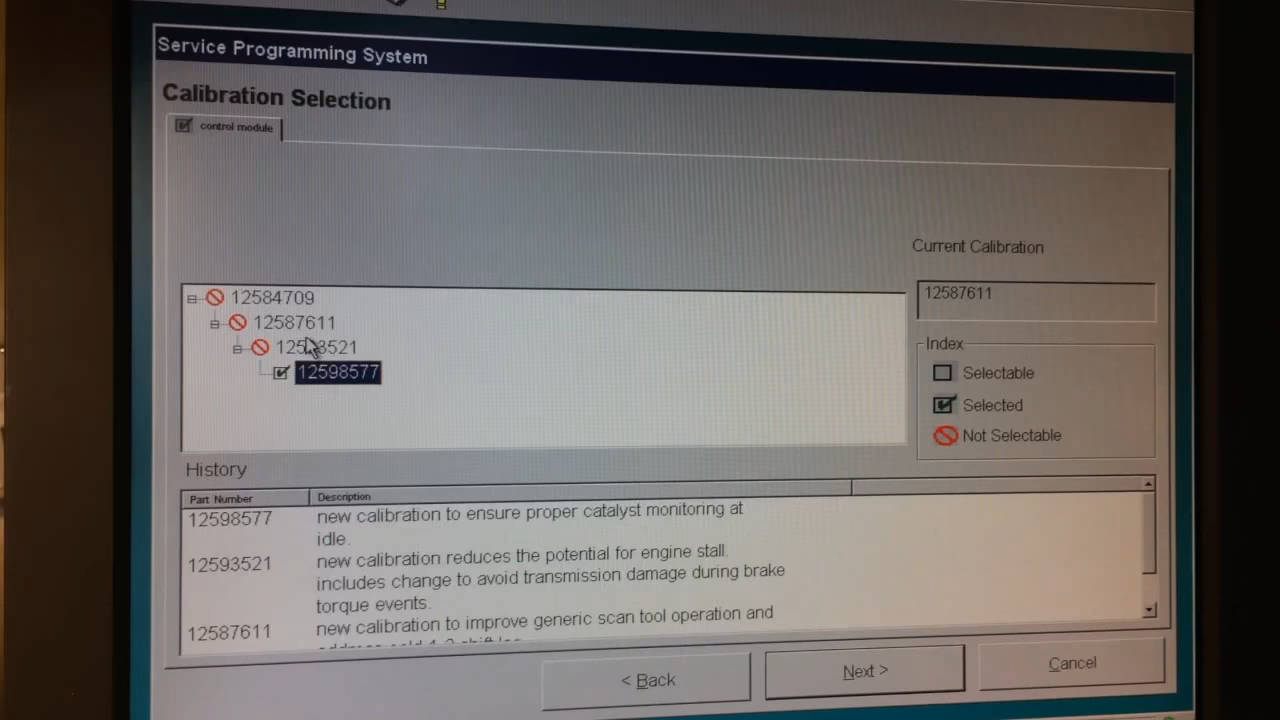 Service Programming System
Calibration Selection
control module
Current Calibration
12587611
12584709
12587611
12593521
12598577
Index
Selectable
Selected
Not Selectable
History
Part Number Description
12598577 new calibration to ensure proper catalyst monitoring at
idle.
12593521 new calibration reduces the potential for engine stall.
includes change to avoid transmission damage during brake
torque events.
12587611 new calibration to improve generic scan tool operation and
< Back
Next >
Cancel